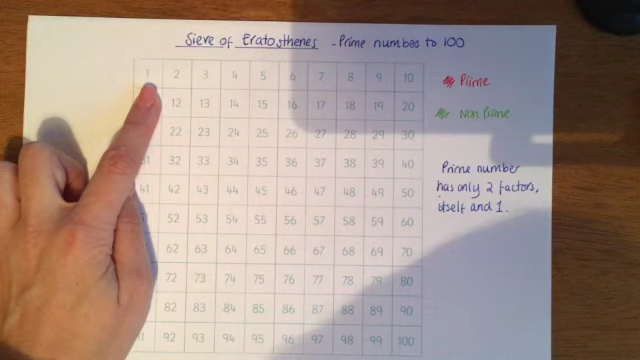 Sieve of Eratosthenes - Prime numbes to 100
1 2 3 4 5 6 7 8 9 10
12 13 14 15 16 17 18 19 20
22 23 24 25 26 27 28 29 30
31 32 33 34 35 36 37 38 39 40
41 42 43 44 45 46 47 48 49 50
52 53 54 55 56 57 58 59 60
62 63 64 65 66 67 68 69 70
72 73 74 75 76 77 78 79 80
82 83 84 85 86 87 88 89 90
92 93 94 95 96 97 98 99 100
Prime
Non Prime
Prime number
has only 2 factors,
itself and 1.